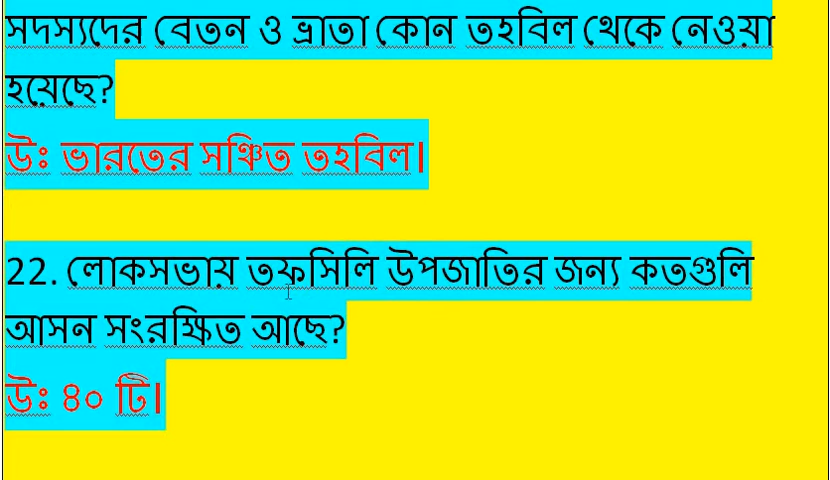 সদস্যদের বেতন ও ভ্রাতা কোন তহবিল থেকে নেওয়া
হয়েছে?
উঃ ভারতের সঞ্চিত তহবিল।
22. লোকসভায় তফসিলি উপজাতির জন্য কতগুলি
আসন সংরক্ষিত আছে?
উঃ ৪০ টি।